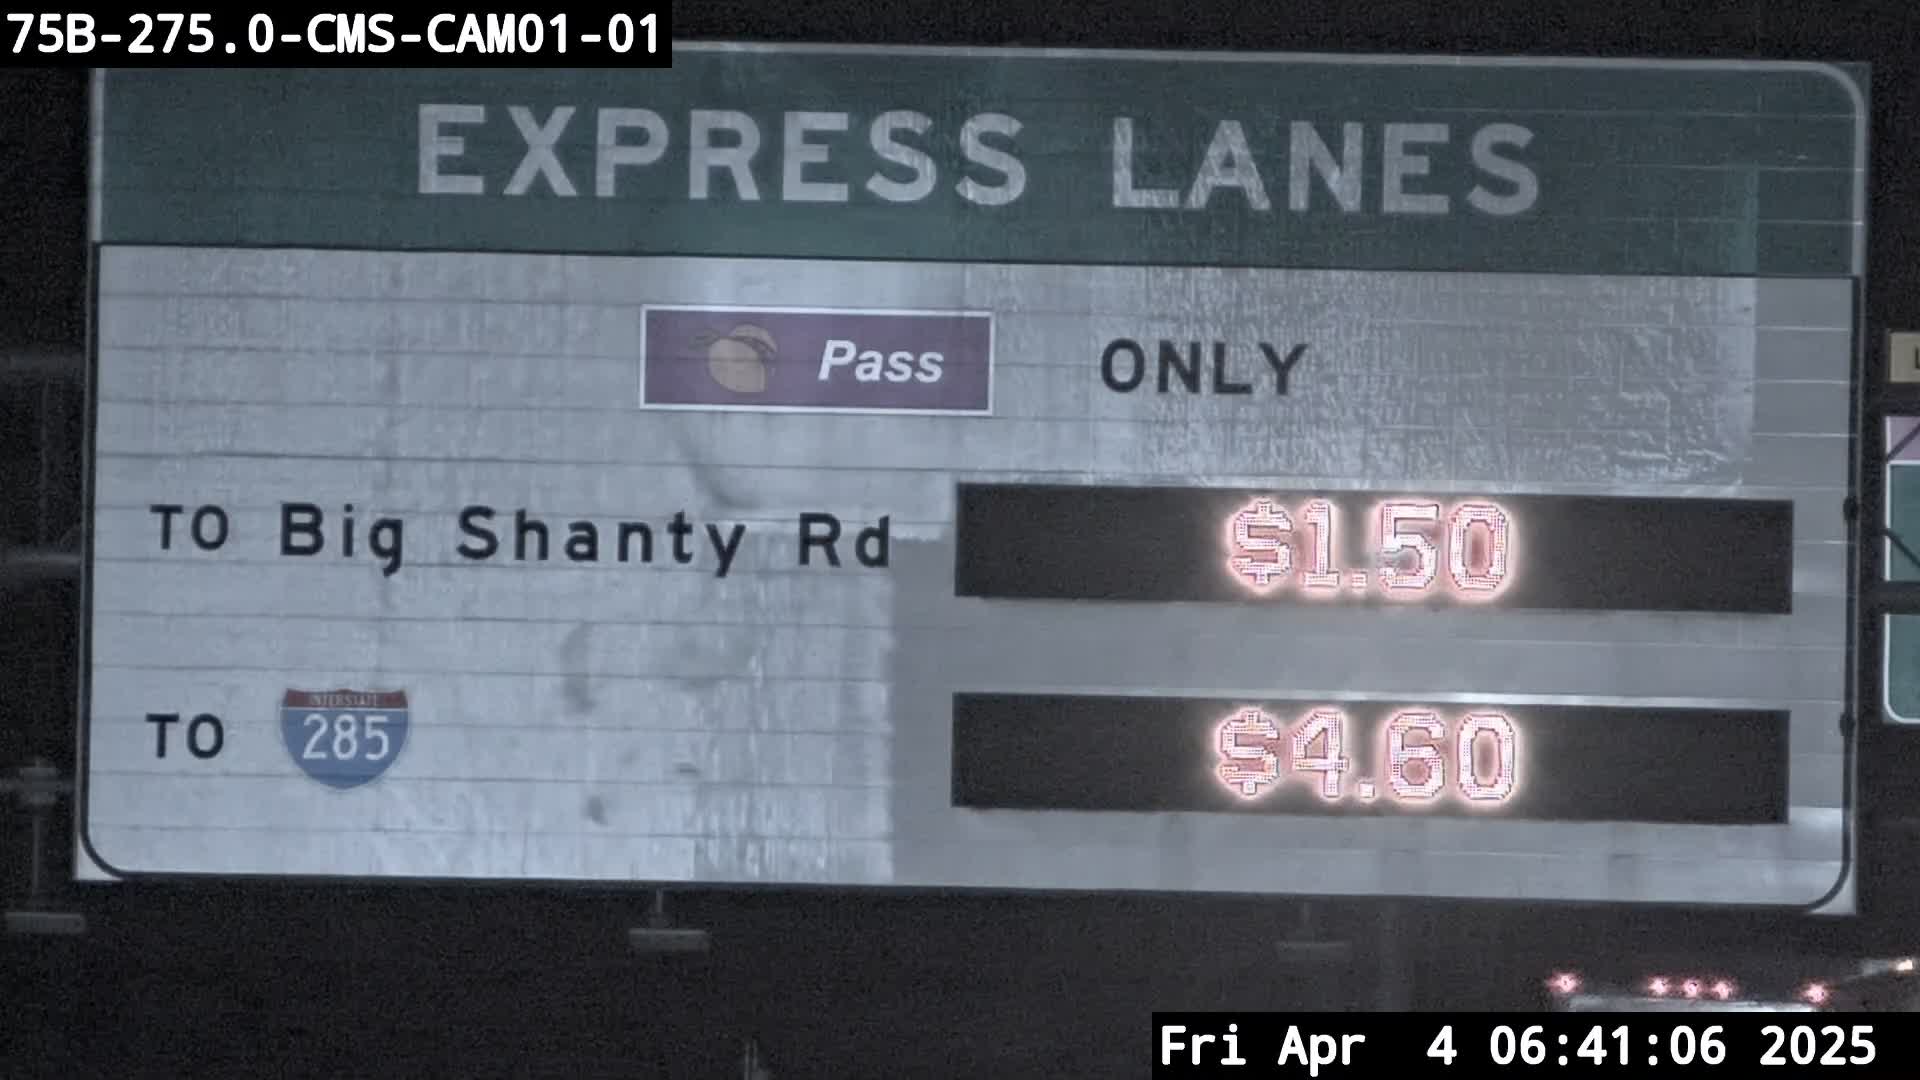 75B-275.0-CMS-CAM01-01
EXPRESS LANES
Pass ONLY
TO Big Shanty Rd $1.50
INTERSTATE
TO 285 $4.60
Fri Apr 4 06:41:06 2025